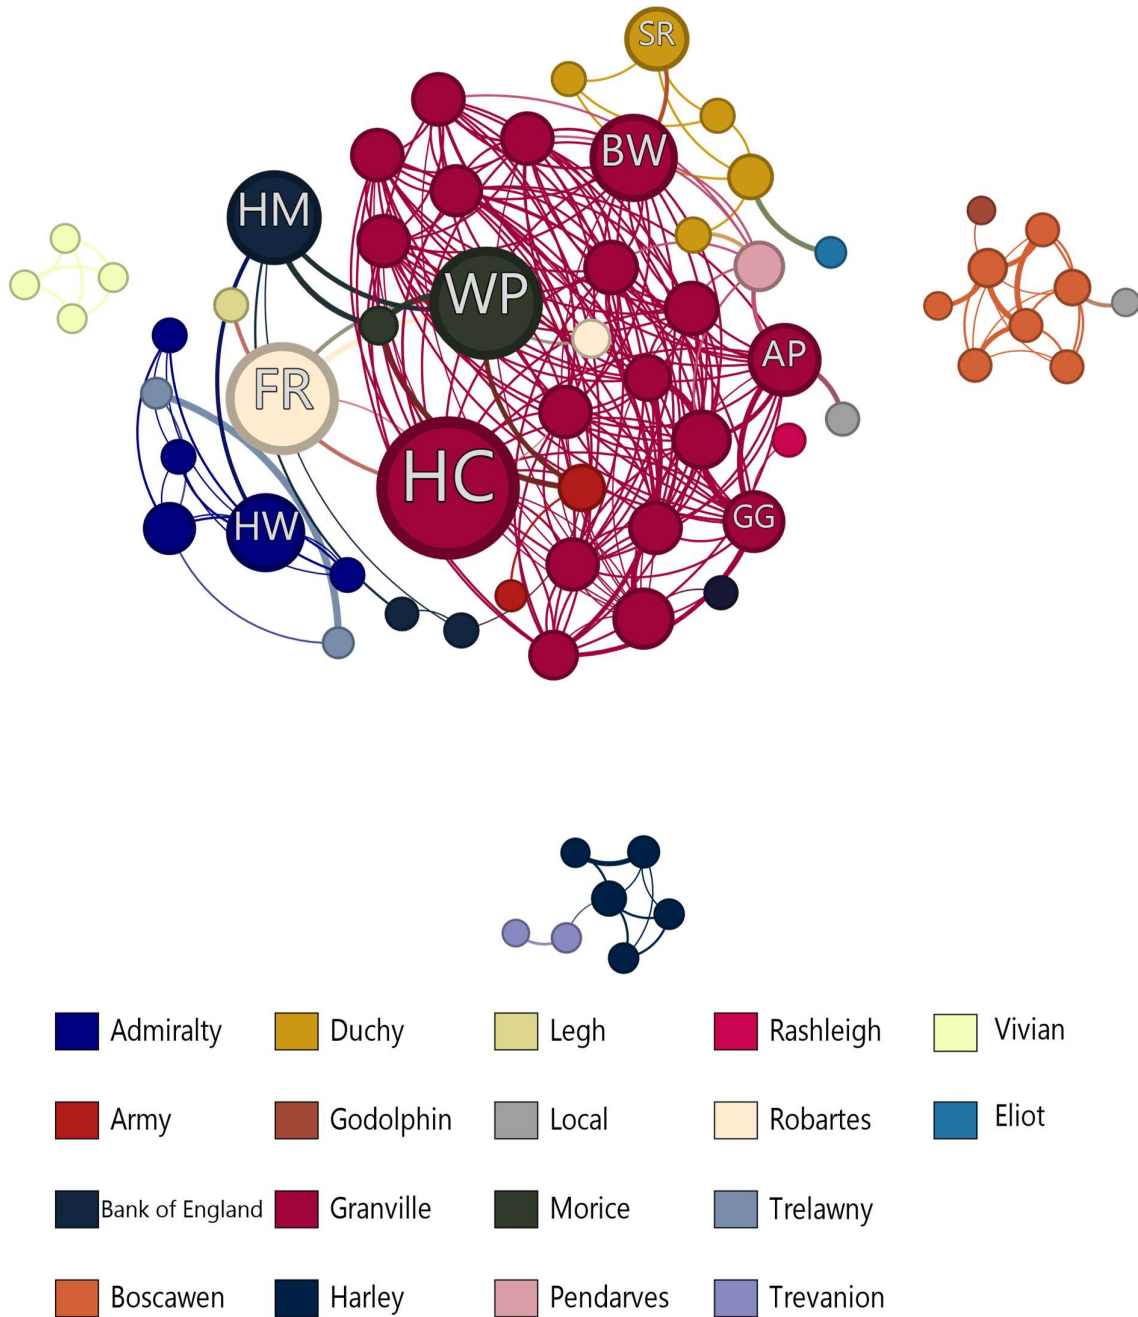 SR
BW
HM
WP
AP
FR
HC
GG
HW
Admiralty Duchy Legh Rashleigh Vivian
Army Godolphin Local Robartes Eliot
Bank of England Granville Morice Trelawny
Boscawen Harley Pendarves Trevanion